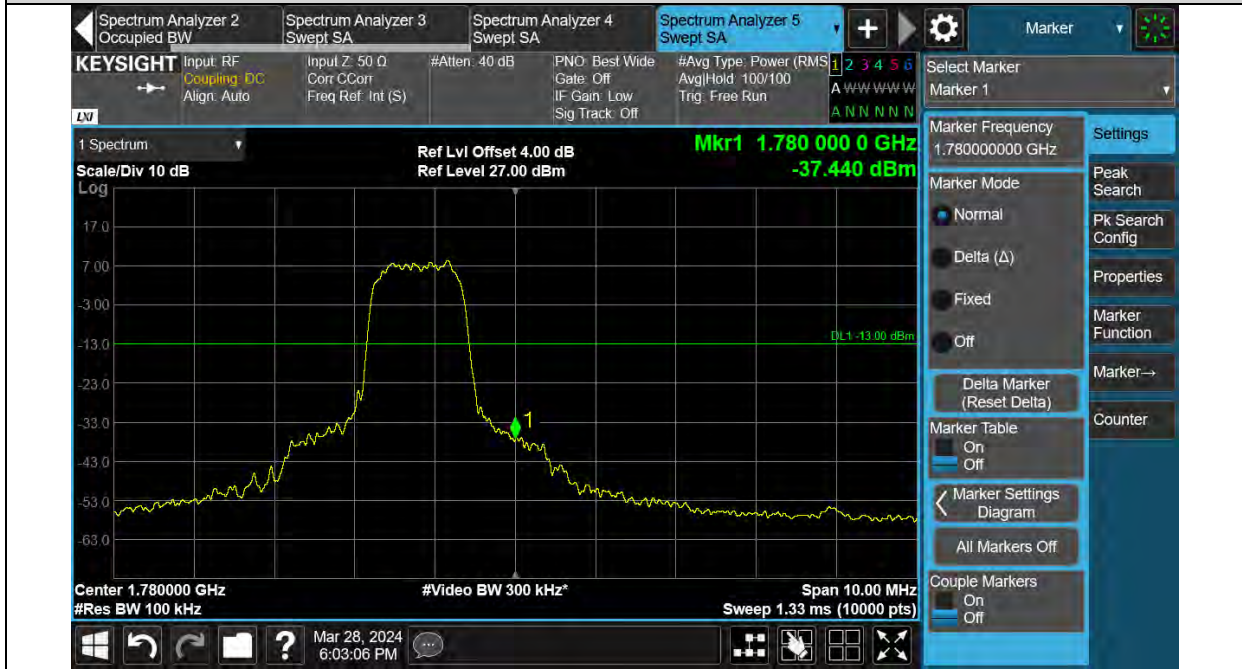 Spectrum Analyzer 2
Occupied BW
Spectrum Analyzer 3
Swept SA
Spectrum Analyzer 4
Swept SA
Spectrum Analyzer 5
Swept SA
Marker
KEYSIGHT
Input: RF
Coupling: DC
Align: Auto
Input Z: 50 Ω
Corr CCorr
Freq Ref: Int (S)
#Atten: 40 dB
PNO: Best Wide
Gate: Off
IF Gain: Low
Sig Track: Off
#Avg Type: Power (RMS
Avg|Hold: 100/100
Trig: Free Run
1 2 3 4 5 6
A W W W W W
A N N N N N
LXI
Select Marker
Marker 1
1 Spectrum
Scale/Div 10 dB
Ref Lvl Offset 4.00 dB
Ref Level 27.00 dBm
Mkr1 1.780 000 0 GHz
-37.440 dBm
Log
17.0
7.00
-3.00
-13.0
-23.0
-33.0
-43.0
-53.0
-63.0
DL1 -13.00 dBm
1
Center 1.780000 GHz
#Res BW 100 kHz
#Video BW 300 kHz*
Span 10.00 MHz
Sweep 1.33 ms (10000 pts)
Marker Frequency
1.780000000 GHz
Marker Mode
Normal
Delta (Δ)
Fixed
Off
Delta Marker
(Reset Delta)
Marker Table
On
Off
Marker Settings
Diagram
All Markers Off
Couple Markers
On
Off
Settings
Peak
Search
Pk Search
Config
Properties
Marker
Function
Marker→
Counter
?
Mar 28, 2024
6:03:06 PM